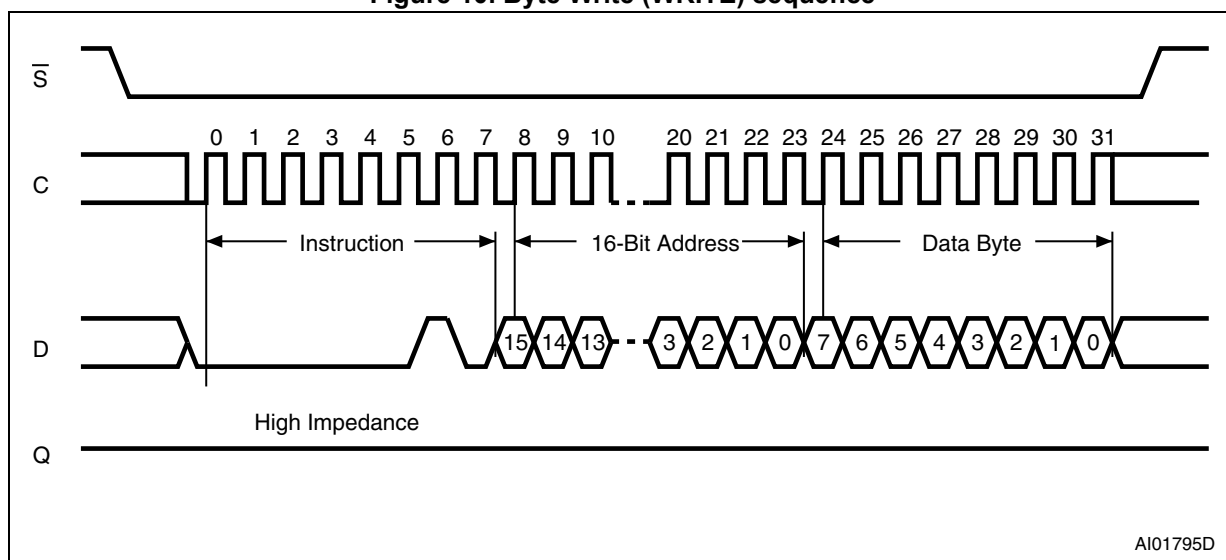 S
0 1 2 3 4 5 6 7 8 9 10 20 21 22 23 24 25 26 27 28 29 30 31
C
Instruction 16-Bit Address Data Byte
D 15 14 13 3 2 1 0 7 6 5 4 3 2 1 0
High Impedance
Q
AI01795D